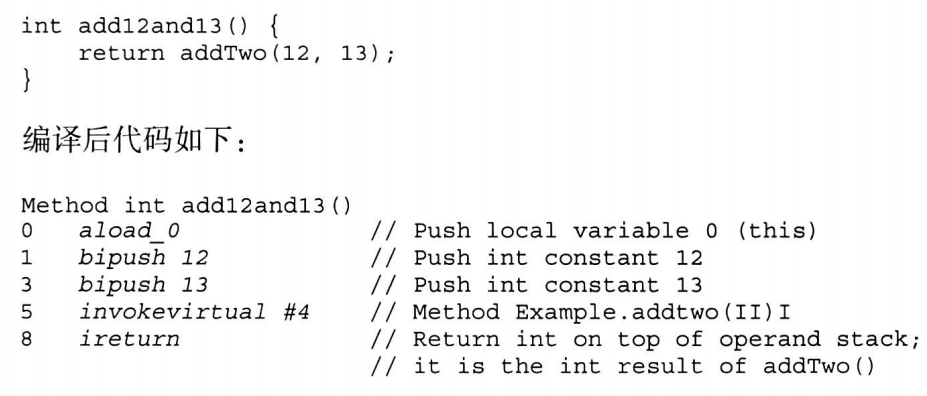 int add12and13() {
    return addTwo(12, 13);
}
编译后代码如下：
Method int add12and13()
0   aload_0             // Push local variable 0 (this)
1   bipush 12           // Push int constant 12
3   bipush 13           // Push int constant 13
5   invokevirtual #4    // Method Example.addtwo(II)I
8   ireturn             // Return int on top of operand stack;
                        // it is the int result of addTwo()